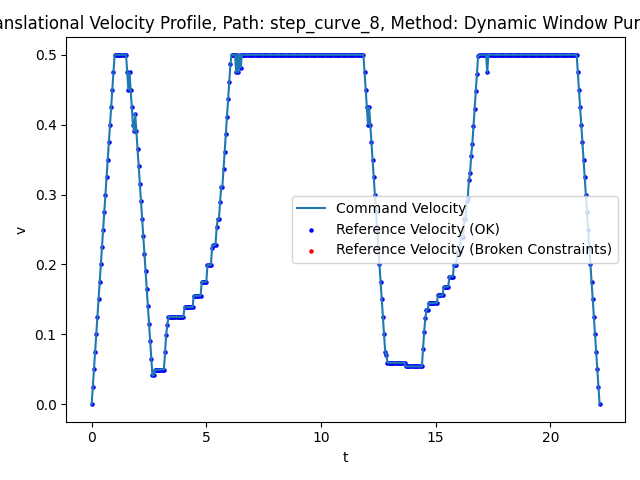 anslational Velocity Profile, Path: step_curve_8, Method: Dynamic Window Pur
0.5
0.4
0.3
0.2
0.1
0.0
v
Command Velocity
Reference Velocity (OK)
Reference Velocity (Broken Constraints)
0 5 10 15 20
t